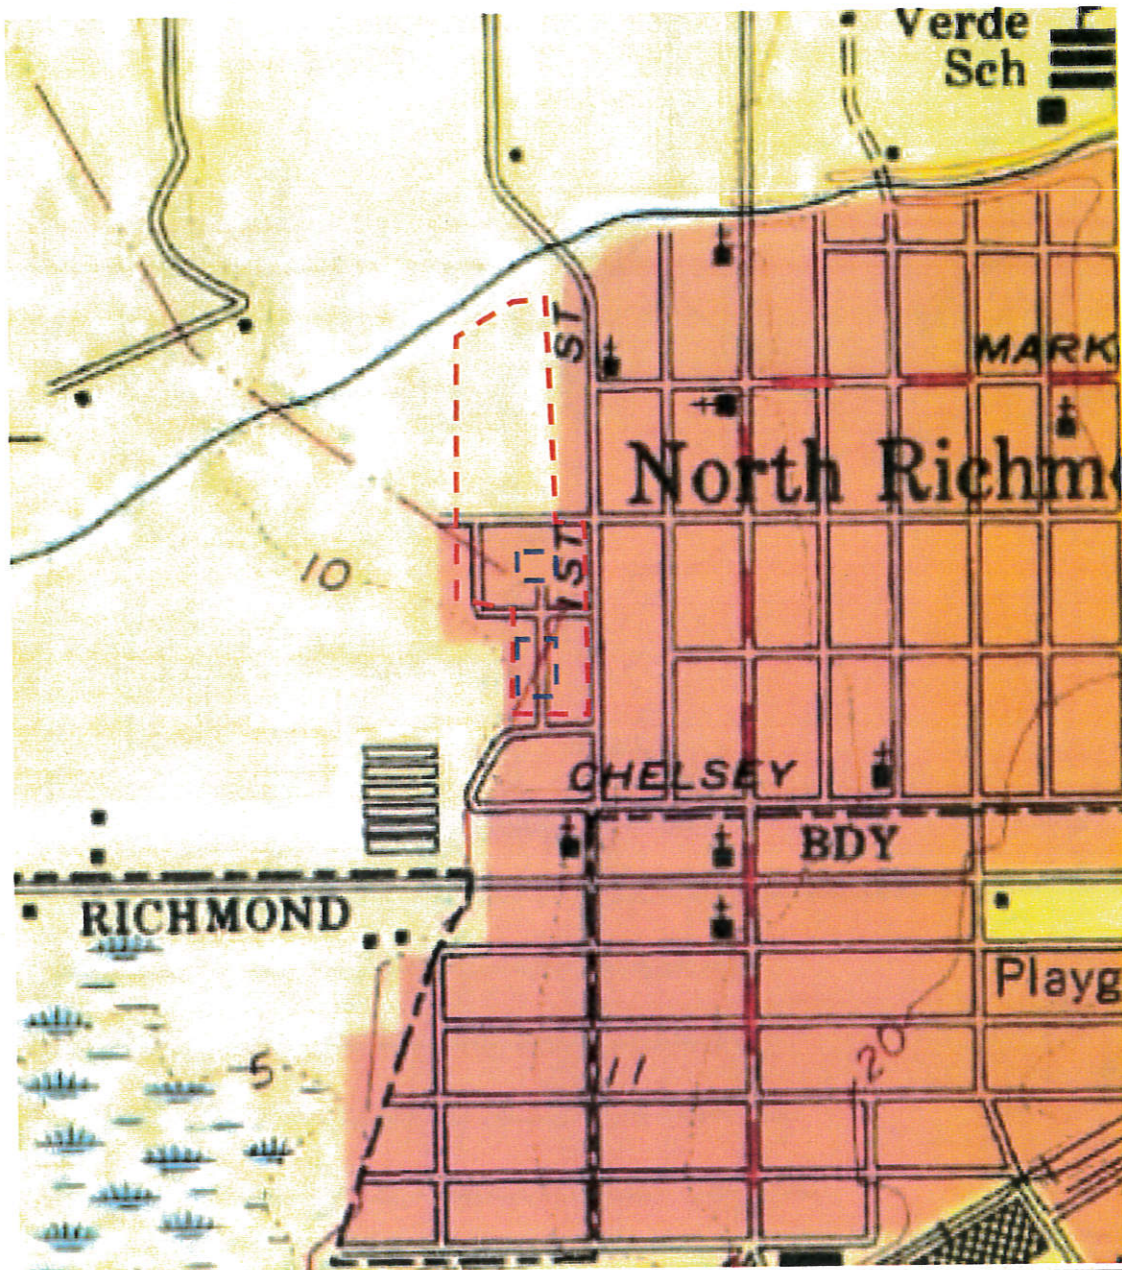 Verde
Sch
ST
MARK
North Richm
1ST
10
CHELSEY
BDY
RICHMOND
Playg
20
5
11